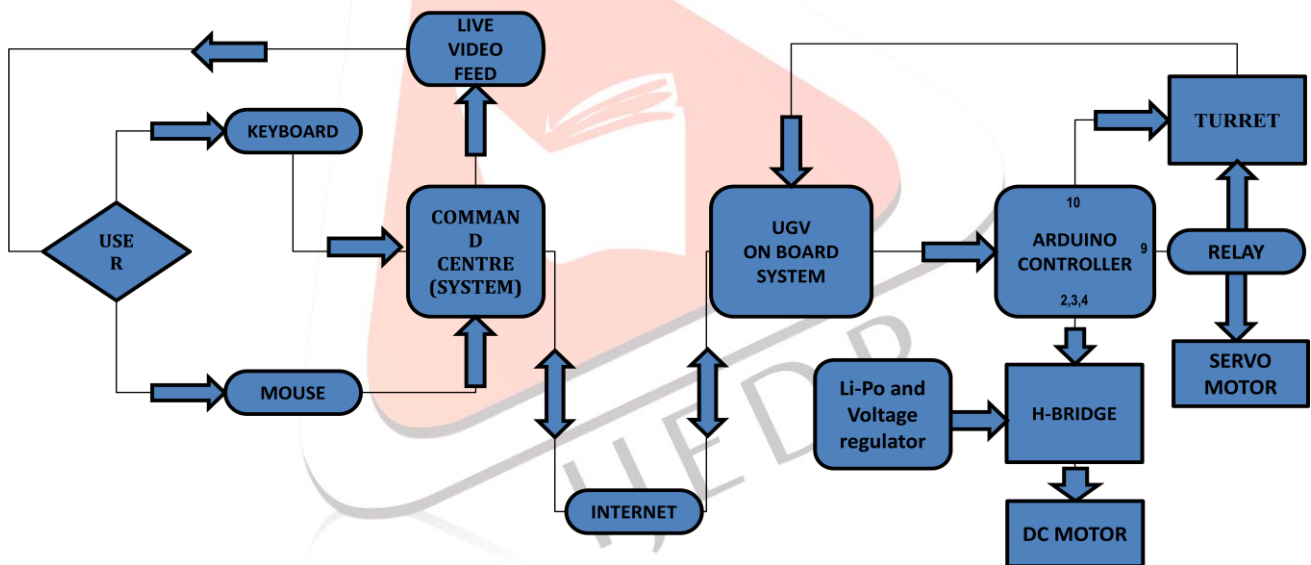 LIVE
VIDEO
FEED
KEYBOARD
USE
R
COMMAN
D
CENTRE
(SYSTEM)
MOUSE
INTERNET
UGV
ON BOARD
SYSTEM
10
ARDUINO
CONTROLLER
9
2,3,4
TURRET
RELAY
SERVO
MOTOR
Li-Po and
Voltage
regulator
H-BRIDGE
DC MOTOR
IJEDR